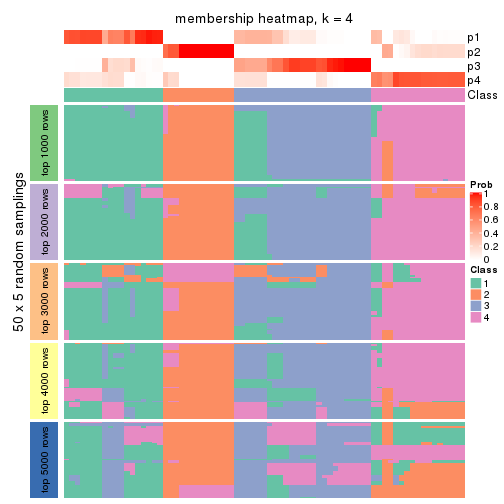 membership heatmap, k = 4
p1
p2
p3
p4
Class
50 x 5 random samplings
top 1000 rows
top 2000 rows
top 3000 rows
top 4000 rows
top 5000 rows
Prob
1
0.8
0.6
0.4
0.2
0
Class
1
2
3
4